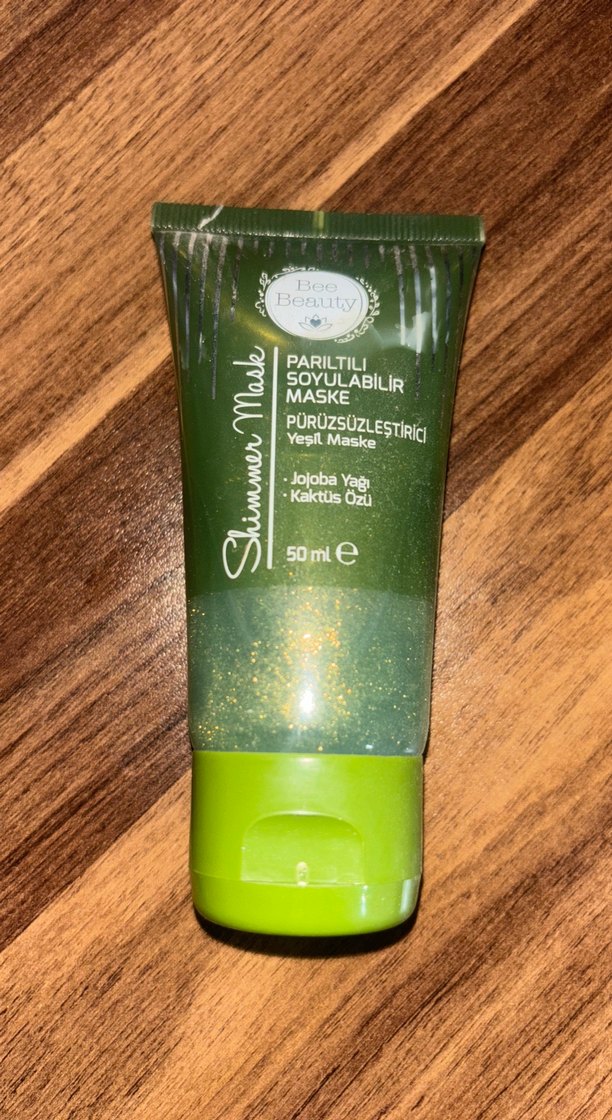 Bee
Beauty
Shimmer Mask
PARILTILI
SOYULABİLİR
MASKE
PÜRÜZSÜZLEŞTİRİCİ
Yeşil Maske
· Jojoba Yağı
· Kaktüs Özü
50 ml ℮